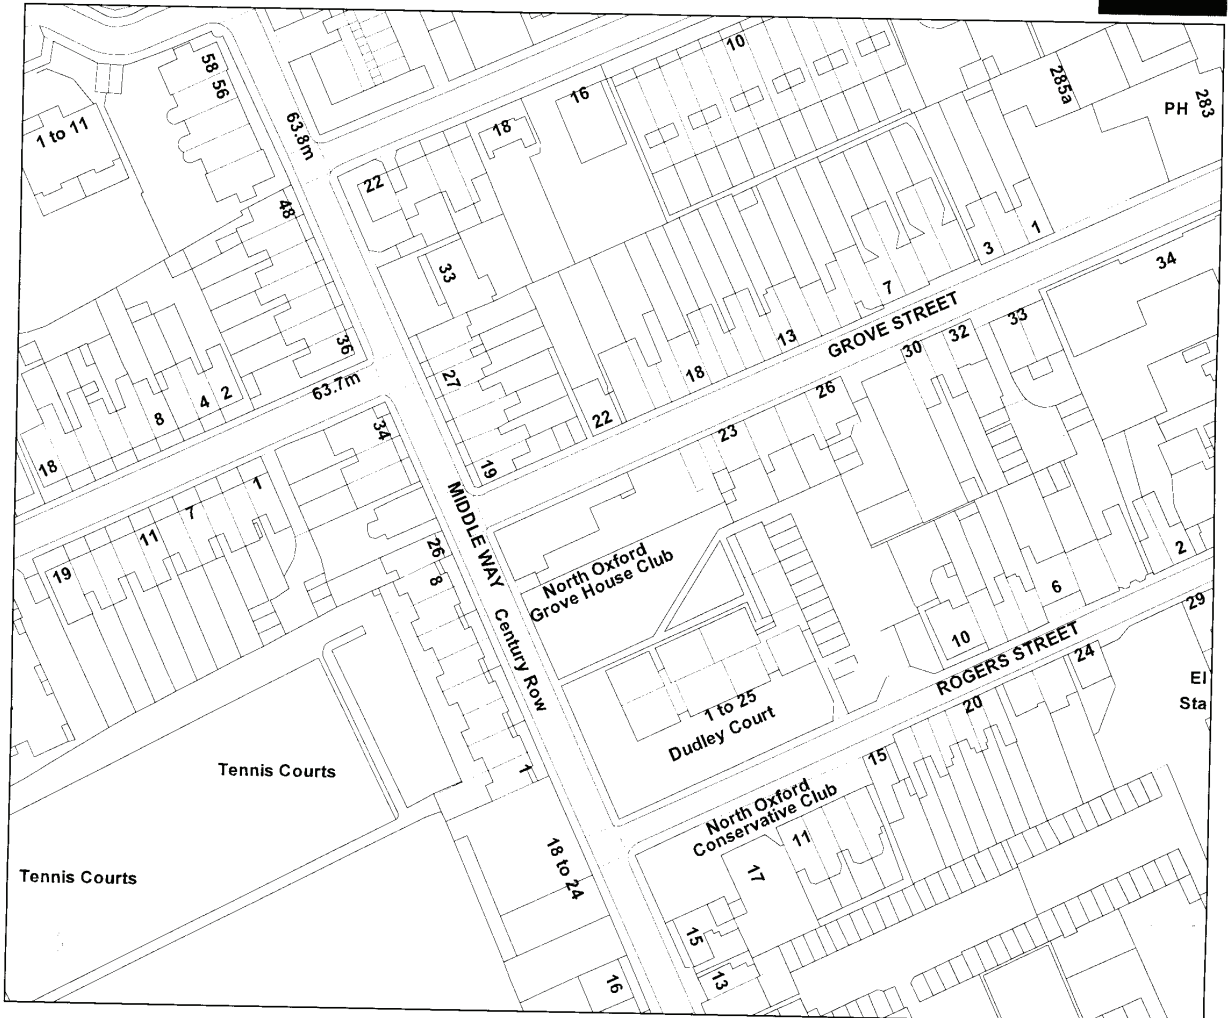 58
56
1 to 11
63.8m
48
36
63.7m
2
4
8
18
22
18
16
10
285a
PH
283
33
27
19
22
18
13
7
3
1
GROVE STREET
34
33
32
30
26
23
34
1
7
11
19
26
8
MIDDLE WAY
Century Row
1
North Oxford
Grove House Club
1 to 25
Dudley Court
10
6
2
ROGERS STREET
29
24
20
15
El
Sta
North Oxford
Conservative Club
11
17
15
13
16
18 to 24
Tennis Courts
Tennis Courts